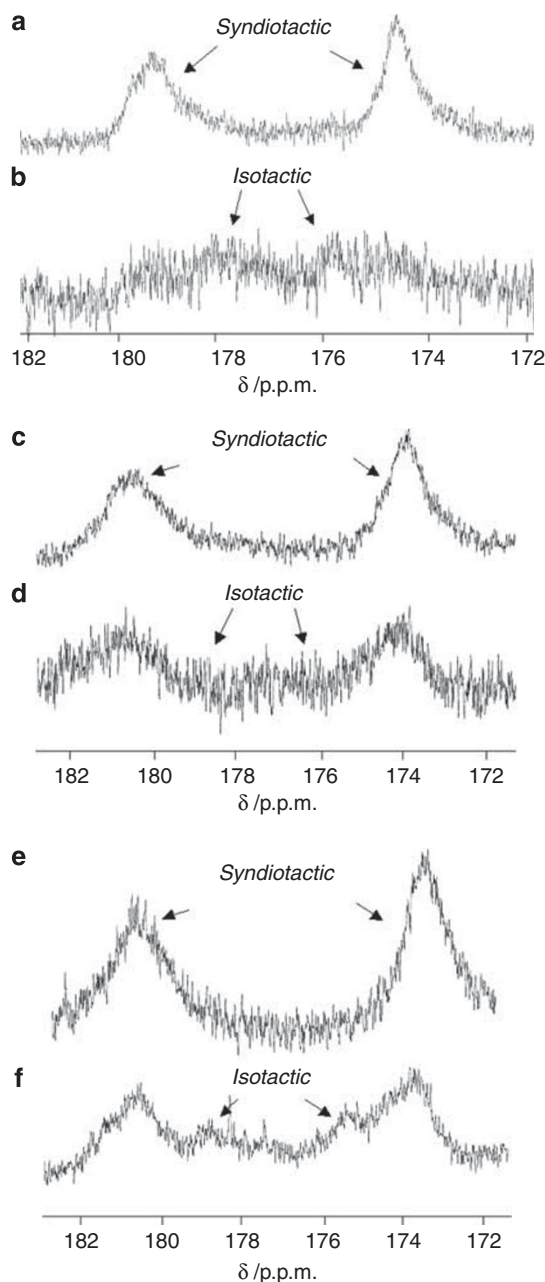 a
Syndiotactic
b
Isotactic
182 180 178 176 174 172
δ /p.p.m.
c
Syndiotactic
d
Isotactic
182 180 178 176 174 172
δ /p.p.m.
e
Syndiotactic
f
Isotactic
182 180 178 176 174 172
δ /p.p.m.